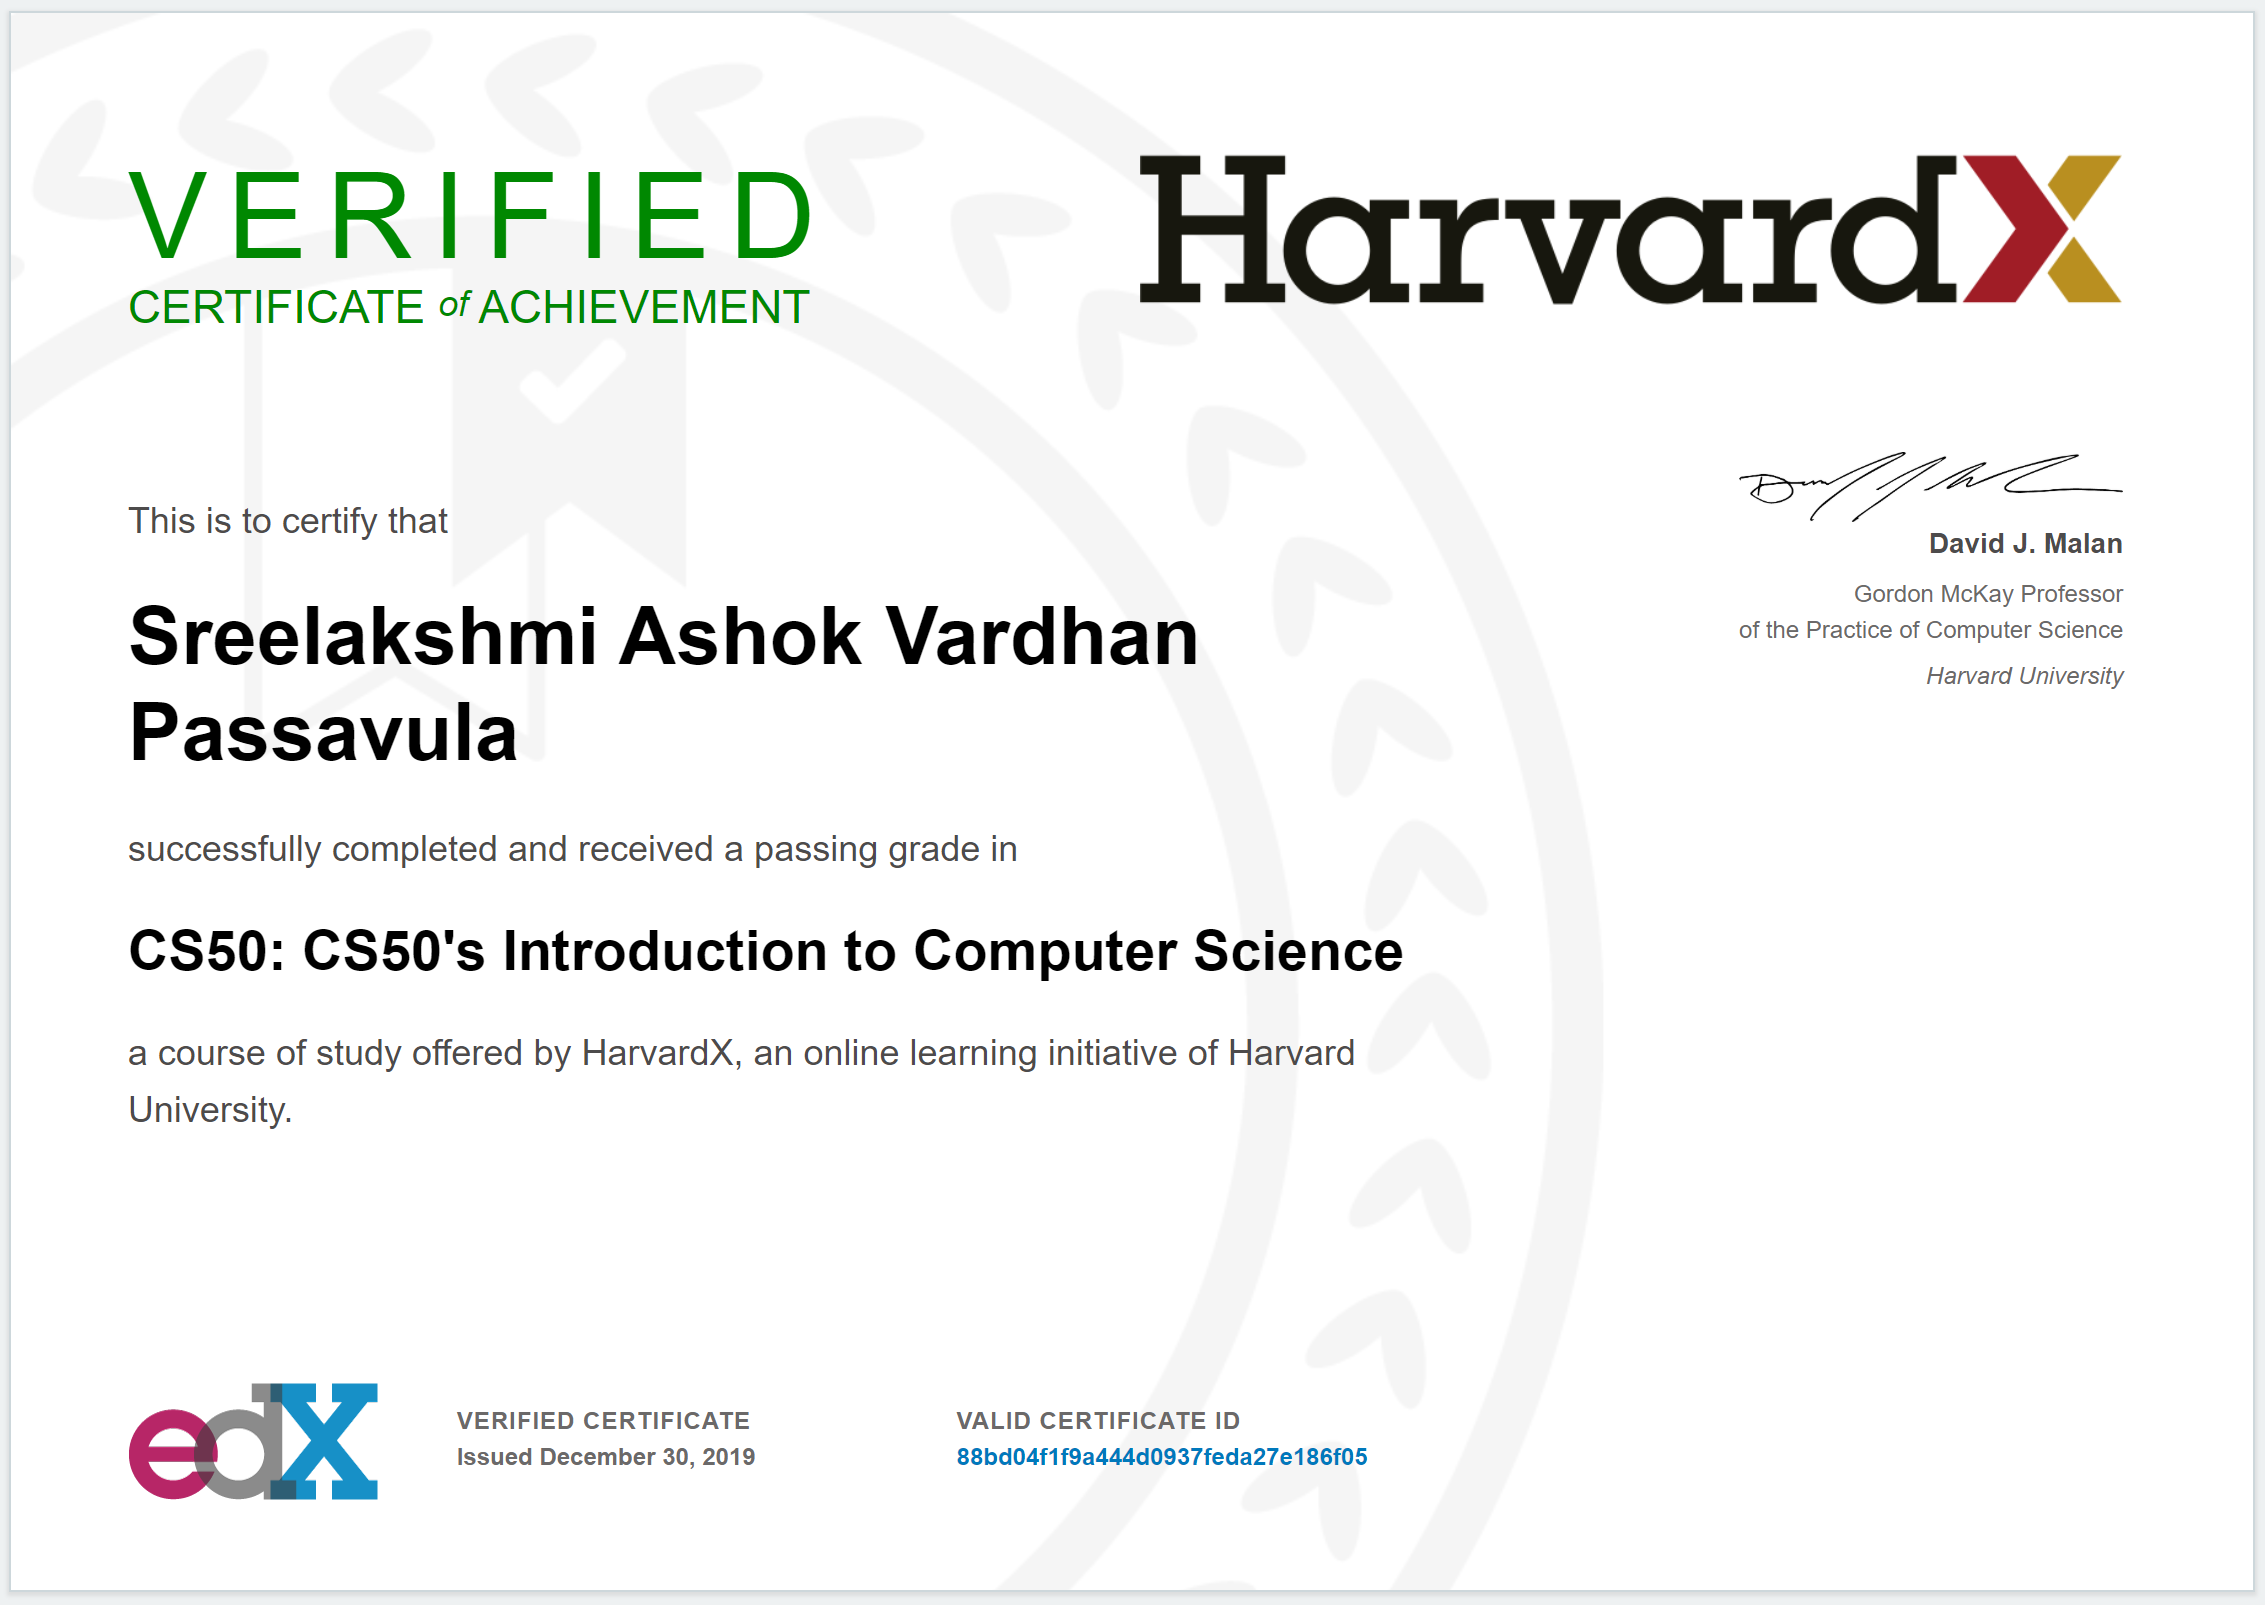 VERIFIED
CERTIFICATE of ACHIEVEMENT
HarvardX
This is to certify that
Sreelakshmi Ashok Vardhan
Passavula
successfully completed and received a passing grade in
CS50: CS50's Introduction to Computer Science
a course of study offered by HarvardX, an online learning initiative of Harvard
University.
David J. Malan
Gordon McKay Professor
of the Practice of Computer Science
Harvard University
edX
VERIFIED CERTIFICATE
Issued December 30, 2019
VALID CERTIFICATE ID
88bd04f1f9a444d0937feda27e186f05